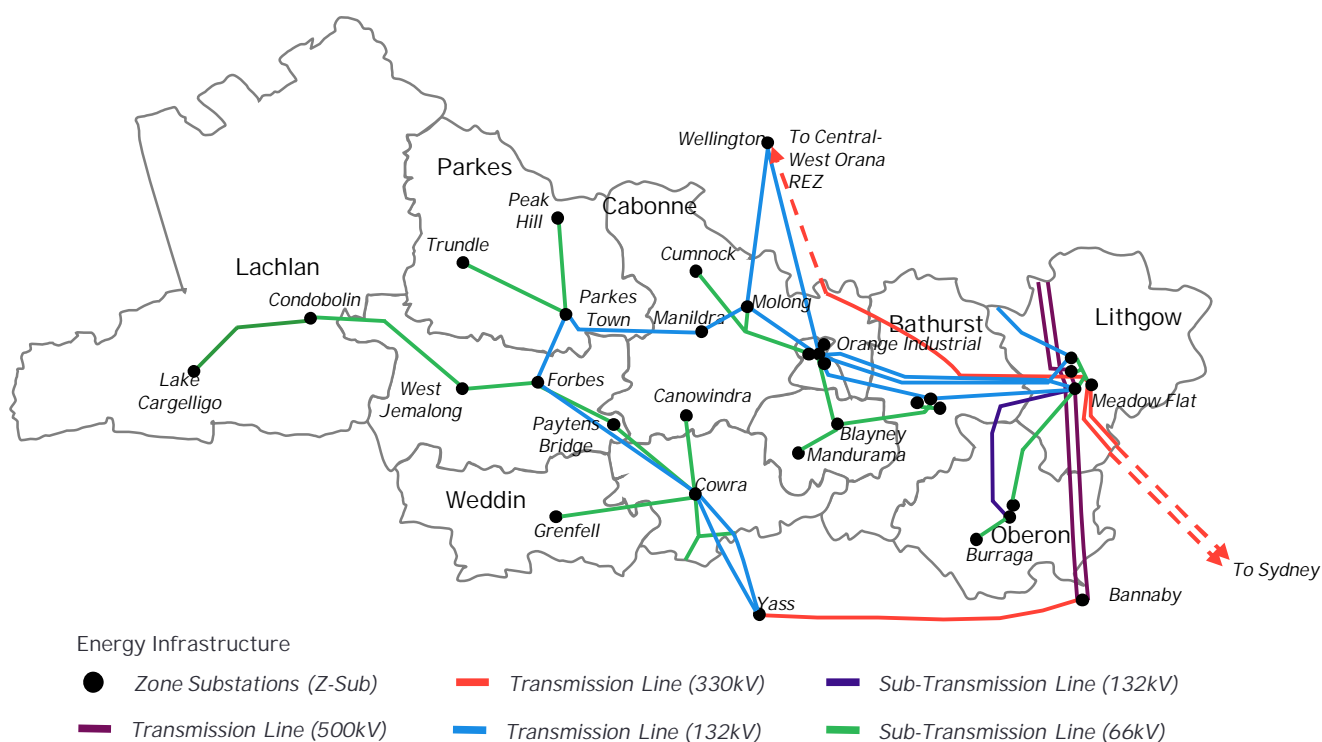 Wellington
To Central-
West Orana
REZ
Parkes
Peak
Hill
Cabonne
Trundle
Cumnock
Lachlan
Condobolin
Parkes
Town
Manildra
Molong
Bathurst
Lithgow
Orange Industrial
Lake
Cargelligo
West
Jemalong
Forbes
Canowindra
Meadow Flat
Paytens
Bridge
Blayney
Mandurama
Cowra
Weddin
Grenfell
Oberon
Burraga
To Sydney
Yass
Bannaby
Energy Infrastructure
Zone Substations (Z-Sub)
Transmission Line (330kV)
Sub-Transmission Line (132kV)
Transmission Line (500kV)
Transmission Line (132kV)
Sub-Transmission Line (66kV)